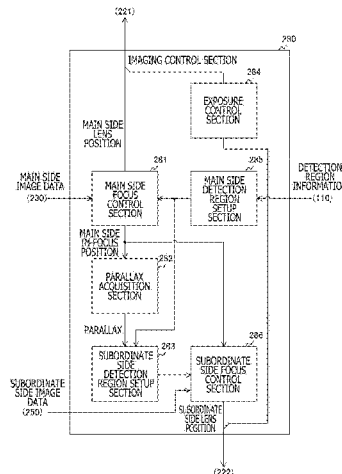 (221)
280
IMAGING CONTROL SECTION
284
EXPOSURE
CONTROL
SECTION
MAIN SIDE
LENS
POSITION
281
285
MAIN SIDE
IMAGE DATA
(230)
MAIN SIDE
FOCUS
CONTROL
SECTION
MAIN SIDE
DETECTION
REGION
SETUP
SECTION
DETECTION
REGION
INFORMATION
(110)
MAIN SIDE
IN-FOCUS
POSITION
282
PARALLAX
ACQUISITION
SECTION
PARALLAX
283
286
SUBORDINATE
SIDE
DETECTION
REGION SETUP
SECTION
SUBORDINATE
SIDE FOCUS
CONTROL
SECTION
SUBORDINATE
SIDE IMAGE
DATA
(250)
SUBORDINATE
SIDE LENS
POSITION
(222)